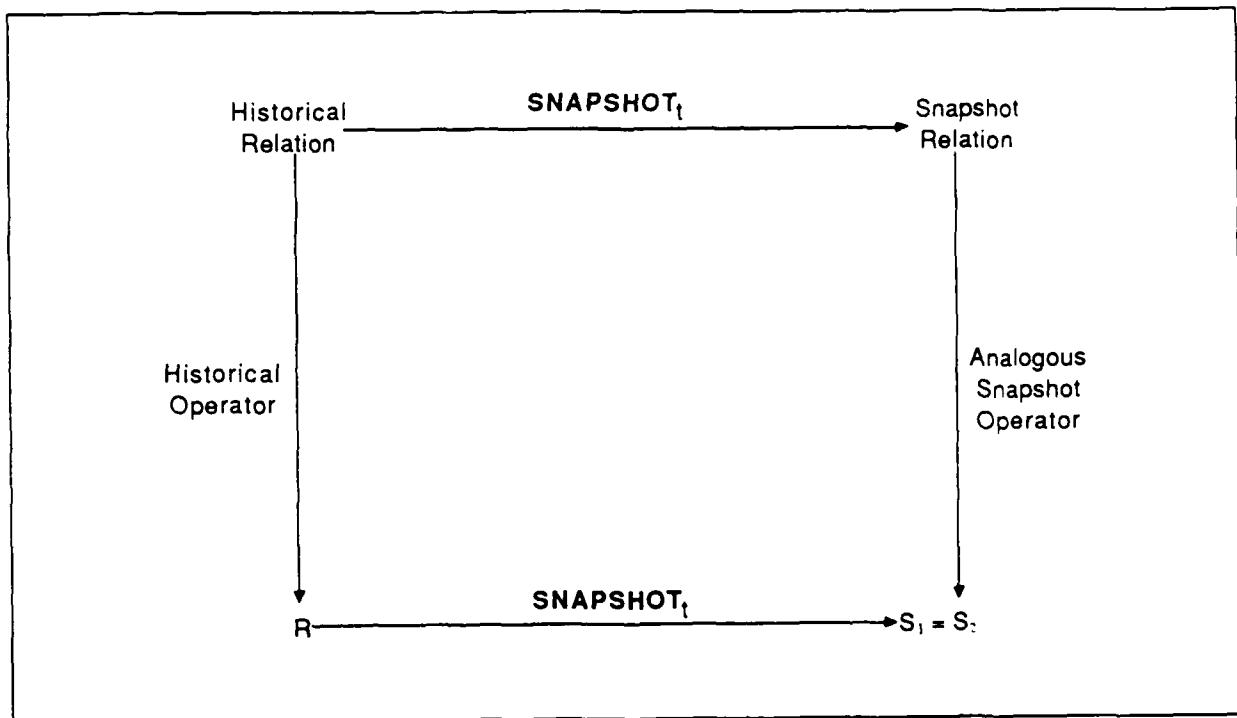 Historical
Relation
SNAPSHOTt
Snapshot
Relation
Historical
Operator
Analogous
Snapshot
Operator
R
SNAPSHOTt
S1 = S2